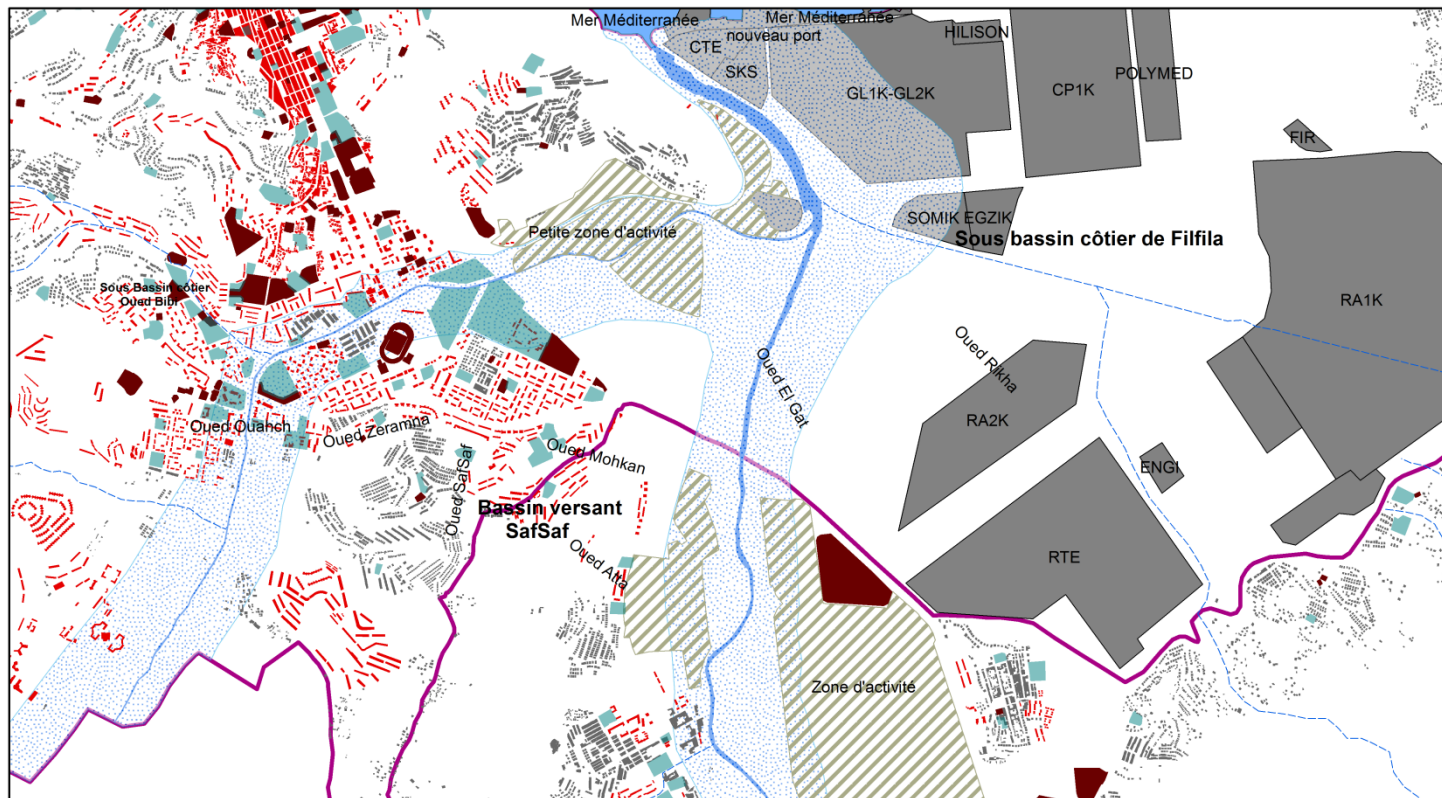 Mer Méditerranée
Mer Méditerranée
nouveau port
HILISON
CTE
SKS
GL1K-GL2K
CP1K
POLYMED
FIR
SOMIK EGZIK
Petite zone d'activité
Sous bassin côtier de Filfila
Sous Bassin côtier
Oued Bibi
RA1K
Oued El Gat
Oued Rikha
RA2K
Oued Ouahch
Oued Zeramna
Oued SafSaf
Oued Mohkan
ENGI
Bassin versant
SafSaf
Oued Atta
RTE
Zone d'activité